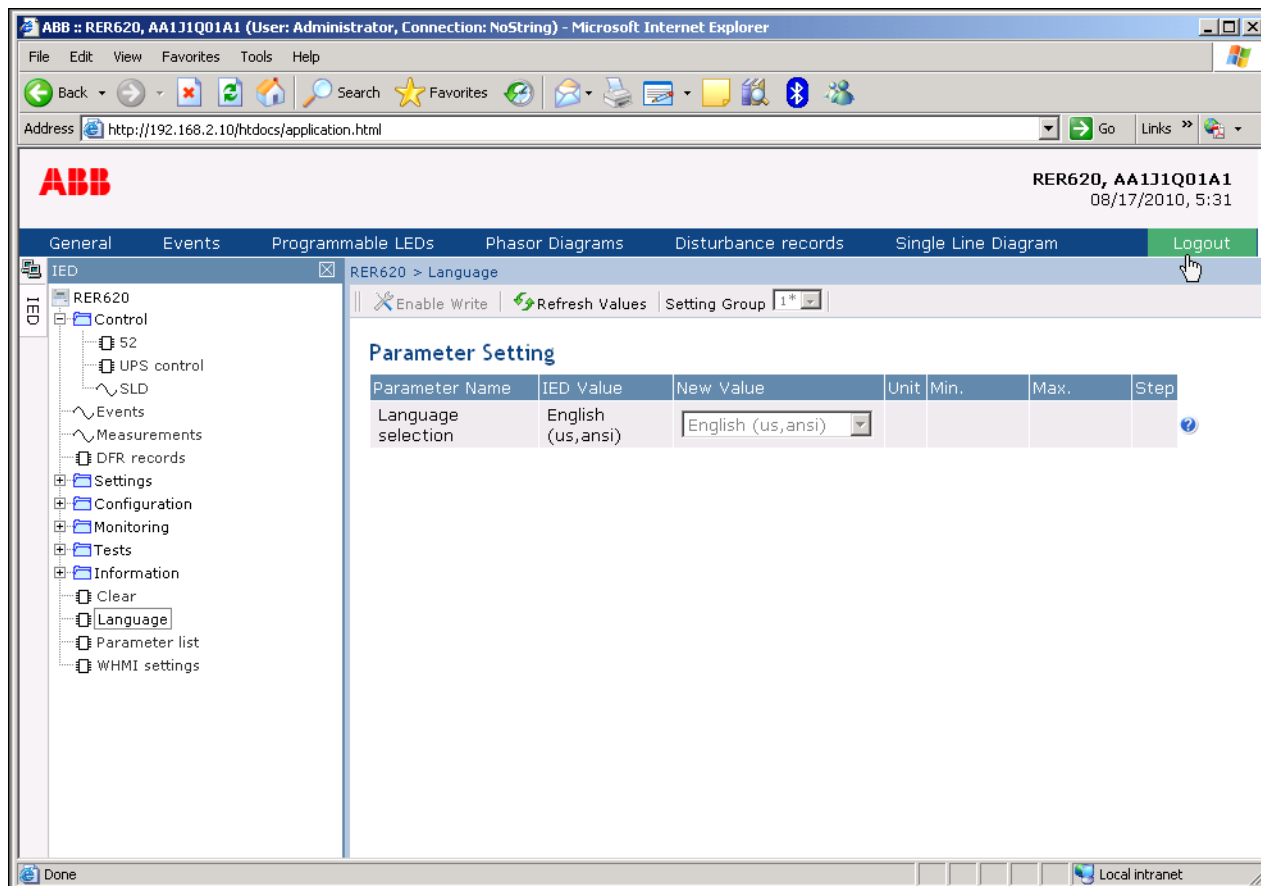 ABB :: RER620, AA1J1Q01A1 (User: Administrator, Connection: NoString) - Microsoft Internet Explorer
File Edit View Favorites Tools Help
Back Search Favorites
Address http://192.168.2.10/htdocs/application.html Go Links »
ABB
RER620, AA1J1Q01A1
08/17/2010, 5:31
General Events Programmable LEDs Phasor Diagrams Disturbance records Single Line Diagram Logout
IED
IED
RER620
Control
52
UPS control
SLD
Events
Measurements
DFR records
Settings
Configuration
Monitoring
Tests
Information
Clear
Language
Parameter list
WHMI settings
RER620 > Language
Enable Write Refresh Values Setting Group 1*
Parameter Setting
Parameter Name IED Value New Value Unit Min. Max. Step
Language selection English (us,ansi) English (us,ansi)
Done Local intranet